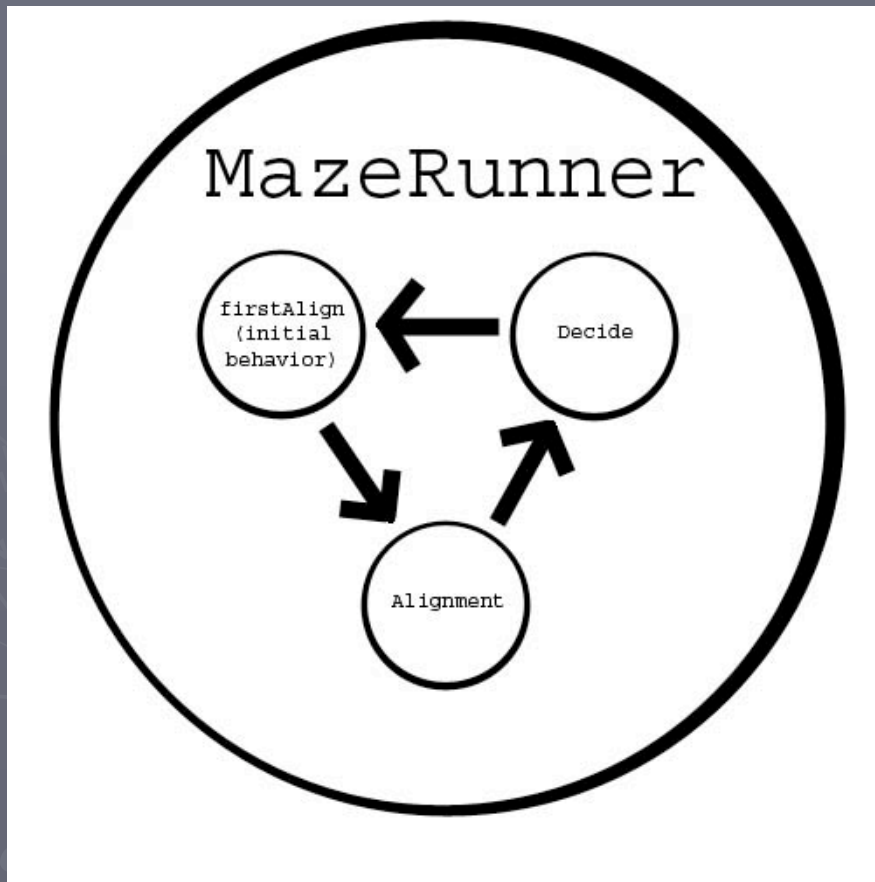 MazeRunner
firstAlign
(initial
behavior)
Decide
Alignment